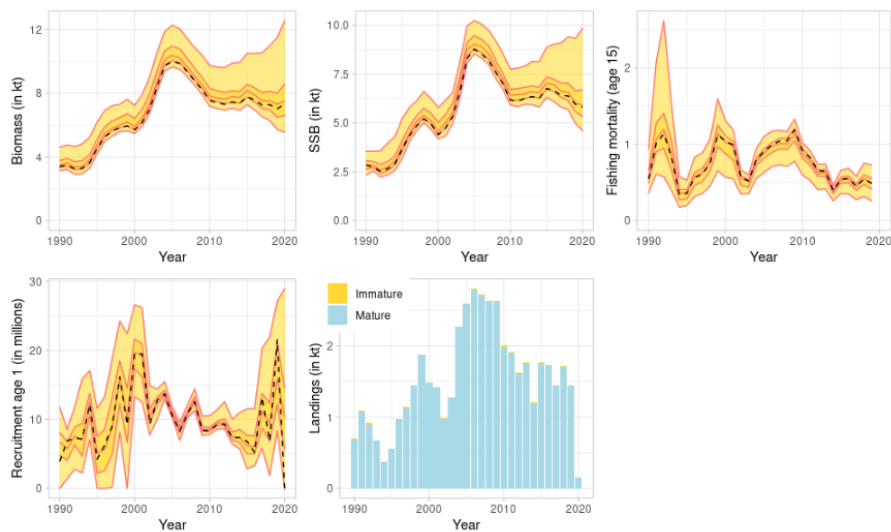 Biomass (in kt)
12
8
4
0
1990 2000 2010 2020
Year
SSB (in kt)
10.0
7.5
5.0
2.5
0.0
1990 2000 2010 2020
Year
Fishing mortality (age 15)
2
1
0
1990 2000 2010 2020
Year
Recruitment age 1 (in millions)
30
20
10
0
1990 2000 2010 2020
Year
Immature
Mature
Landings (in kt)
2
1
0
1990 2000 2010 2020
Year